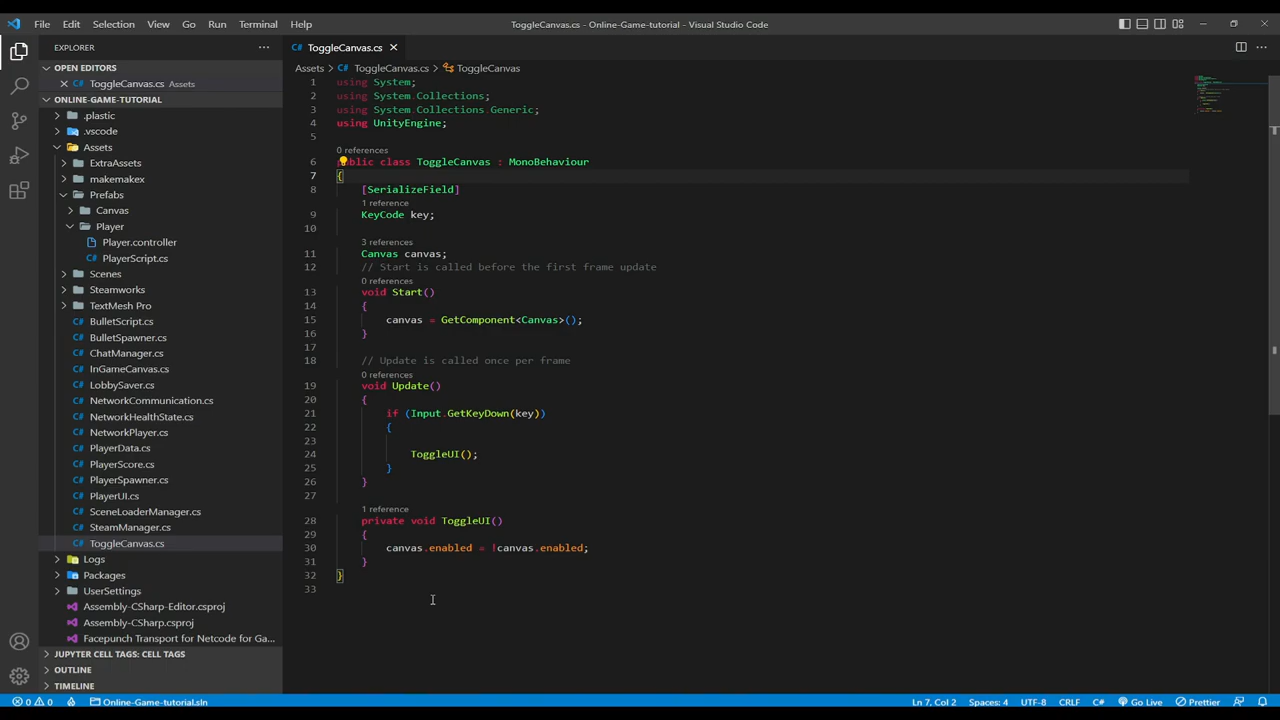 File Edit Selection View Go Run Terminal Help
ToggleCanvas.cs - Online-Game-tutorial - Visual Studio Code
EXPLORER
OPEN EDITORS
ToggleCanvas.cs Assets
ONLINE-GAME-TUTORIAL
.plastic
.vscode
Assets
ExtraAssets
makemakex
Prefabs
Canvas
Player
Player.controller
PlayerScript.cs
Scenes
Steamworks
TextMesh Pro
BulletScript.cs
BulletSpawner.cs
ChatManager.cs
InGameCanvas.cs
LobbySaver.cs
NetworkCommunication.cs
NetworkHealthState.cs
NetworkPlayer.cs
PlayerData.cs
PlayerScore.cs
PlayerSpawner.cs
PlayerUI.cs
SceneLoaderManager.cs
SteamManager.cs
ToggleCanvas.cs
Logs
Packages
UserSettings
Assembly-CSharp-Editor.csproj
Assembly-CSharp.csproj
Facepunch Transport for Netcode for Ga...
JUPYTER CELL TAGS: CELL TAGS
OUTLINE
TIMELINE
C# ToggleCanvas.cs
Assets > C# ToggleCanvas.cs > ToggleCanvas
1 using System;
2 using System.Collections;
3 using System.Collections.Generic;
4 using UnityEngine;
5
0 references
6 public class ToggleCanvas : MonoBehaviour
7 {
8 [SerializeField]
1 reference
9 KeyCode key;
10
3 references
11 Canvas canvas;
12 // Start is called before the first frame update
0 references
13 void Start()
14 {
15 canvas = GetComponent<Canvas>();
16 }
17
18 // Update is called once per frame
0 references
19 void Update()
20 {
21 if (Input.GetKeyDown(key))
22 {
23
24 ToggleUI();
25 }
26 }
27
1 reference
28 private void ToggleUI()
29 {
30 canvas.enabled = !canvas.enabled;
31 }
32 }
33
0 0 Online-Game-tutorial.sln
Ln 7, Col 2 Spaces: 4 UTF-8 CRLF C# Go Live Prettier